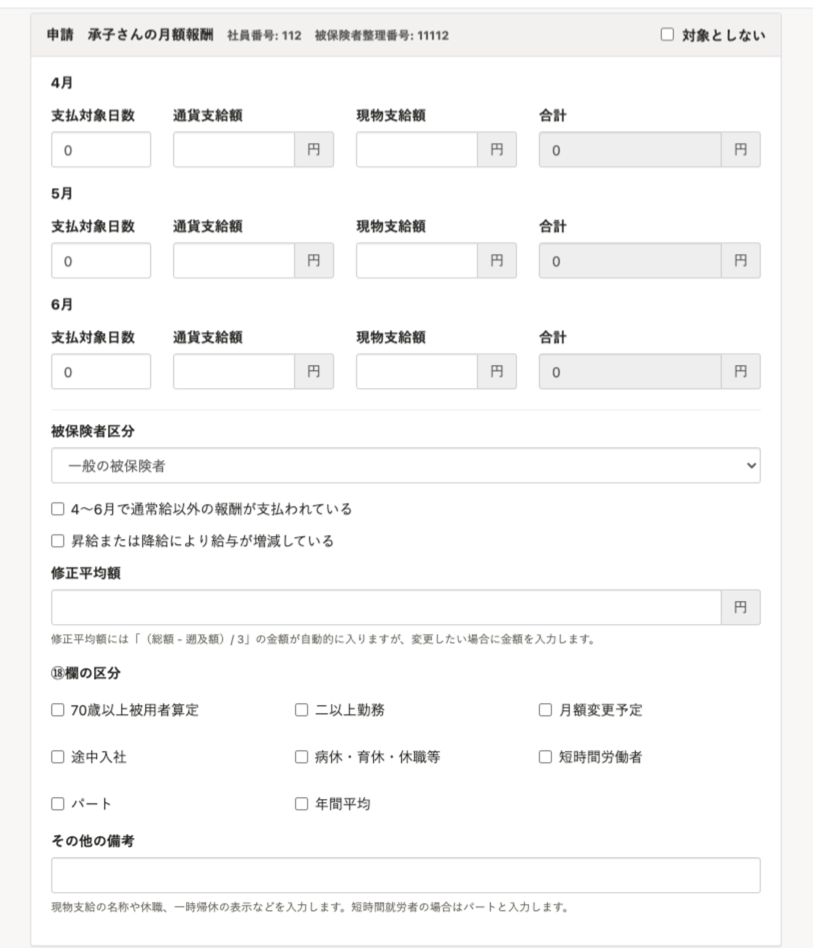 申請 承子さんの月額報酬 社員番号: 112 被保険者整理番号: 11112 対象としない
4月
支払対象日数 通貨支給額 現物支給額 合計
0 円 円 0 円
5月
支払対象日数 通貨支給額 現物支給額 合計
0 円 円 0 円
6月
支払対象日数 通貨支給額 現物支給額 合計
0 円 円 0 円
被保険者区分
一般の被保険者
4〜6月で通常給以外の報酬が支払われている
昇給または降給により給与が増減している
修正平均額
円
修正平均額には「（総額 - 遡及額）/ 3」の金額が自動的に入りますが、変更したい場合に金額を入力します。
⑱欄の区分
70歳以上被用者算定 二以上勤務 月額変更予定
途中入社 病休・育休・休職等 短時間労働者
パート 年間平均
その他の備考
現物支給の名称や休職、一時帰休の表示などを入力します。短時間就労者の場合はパートと入力します。